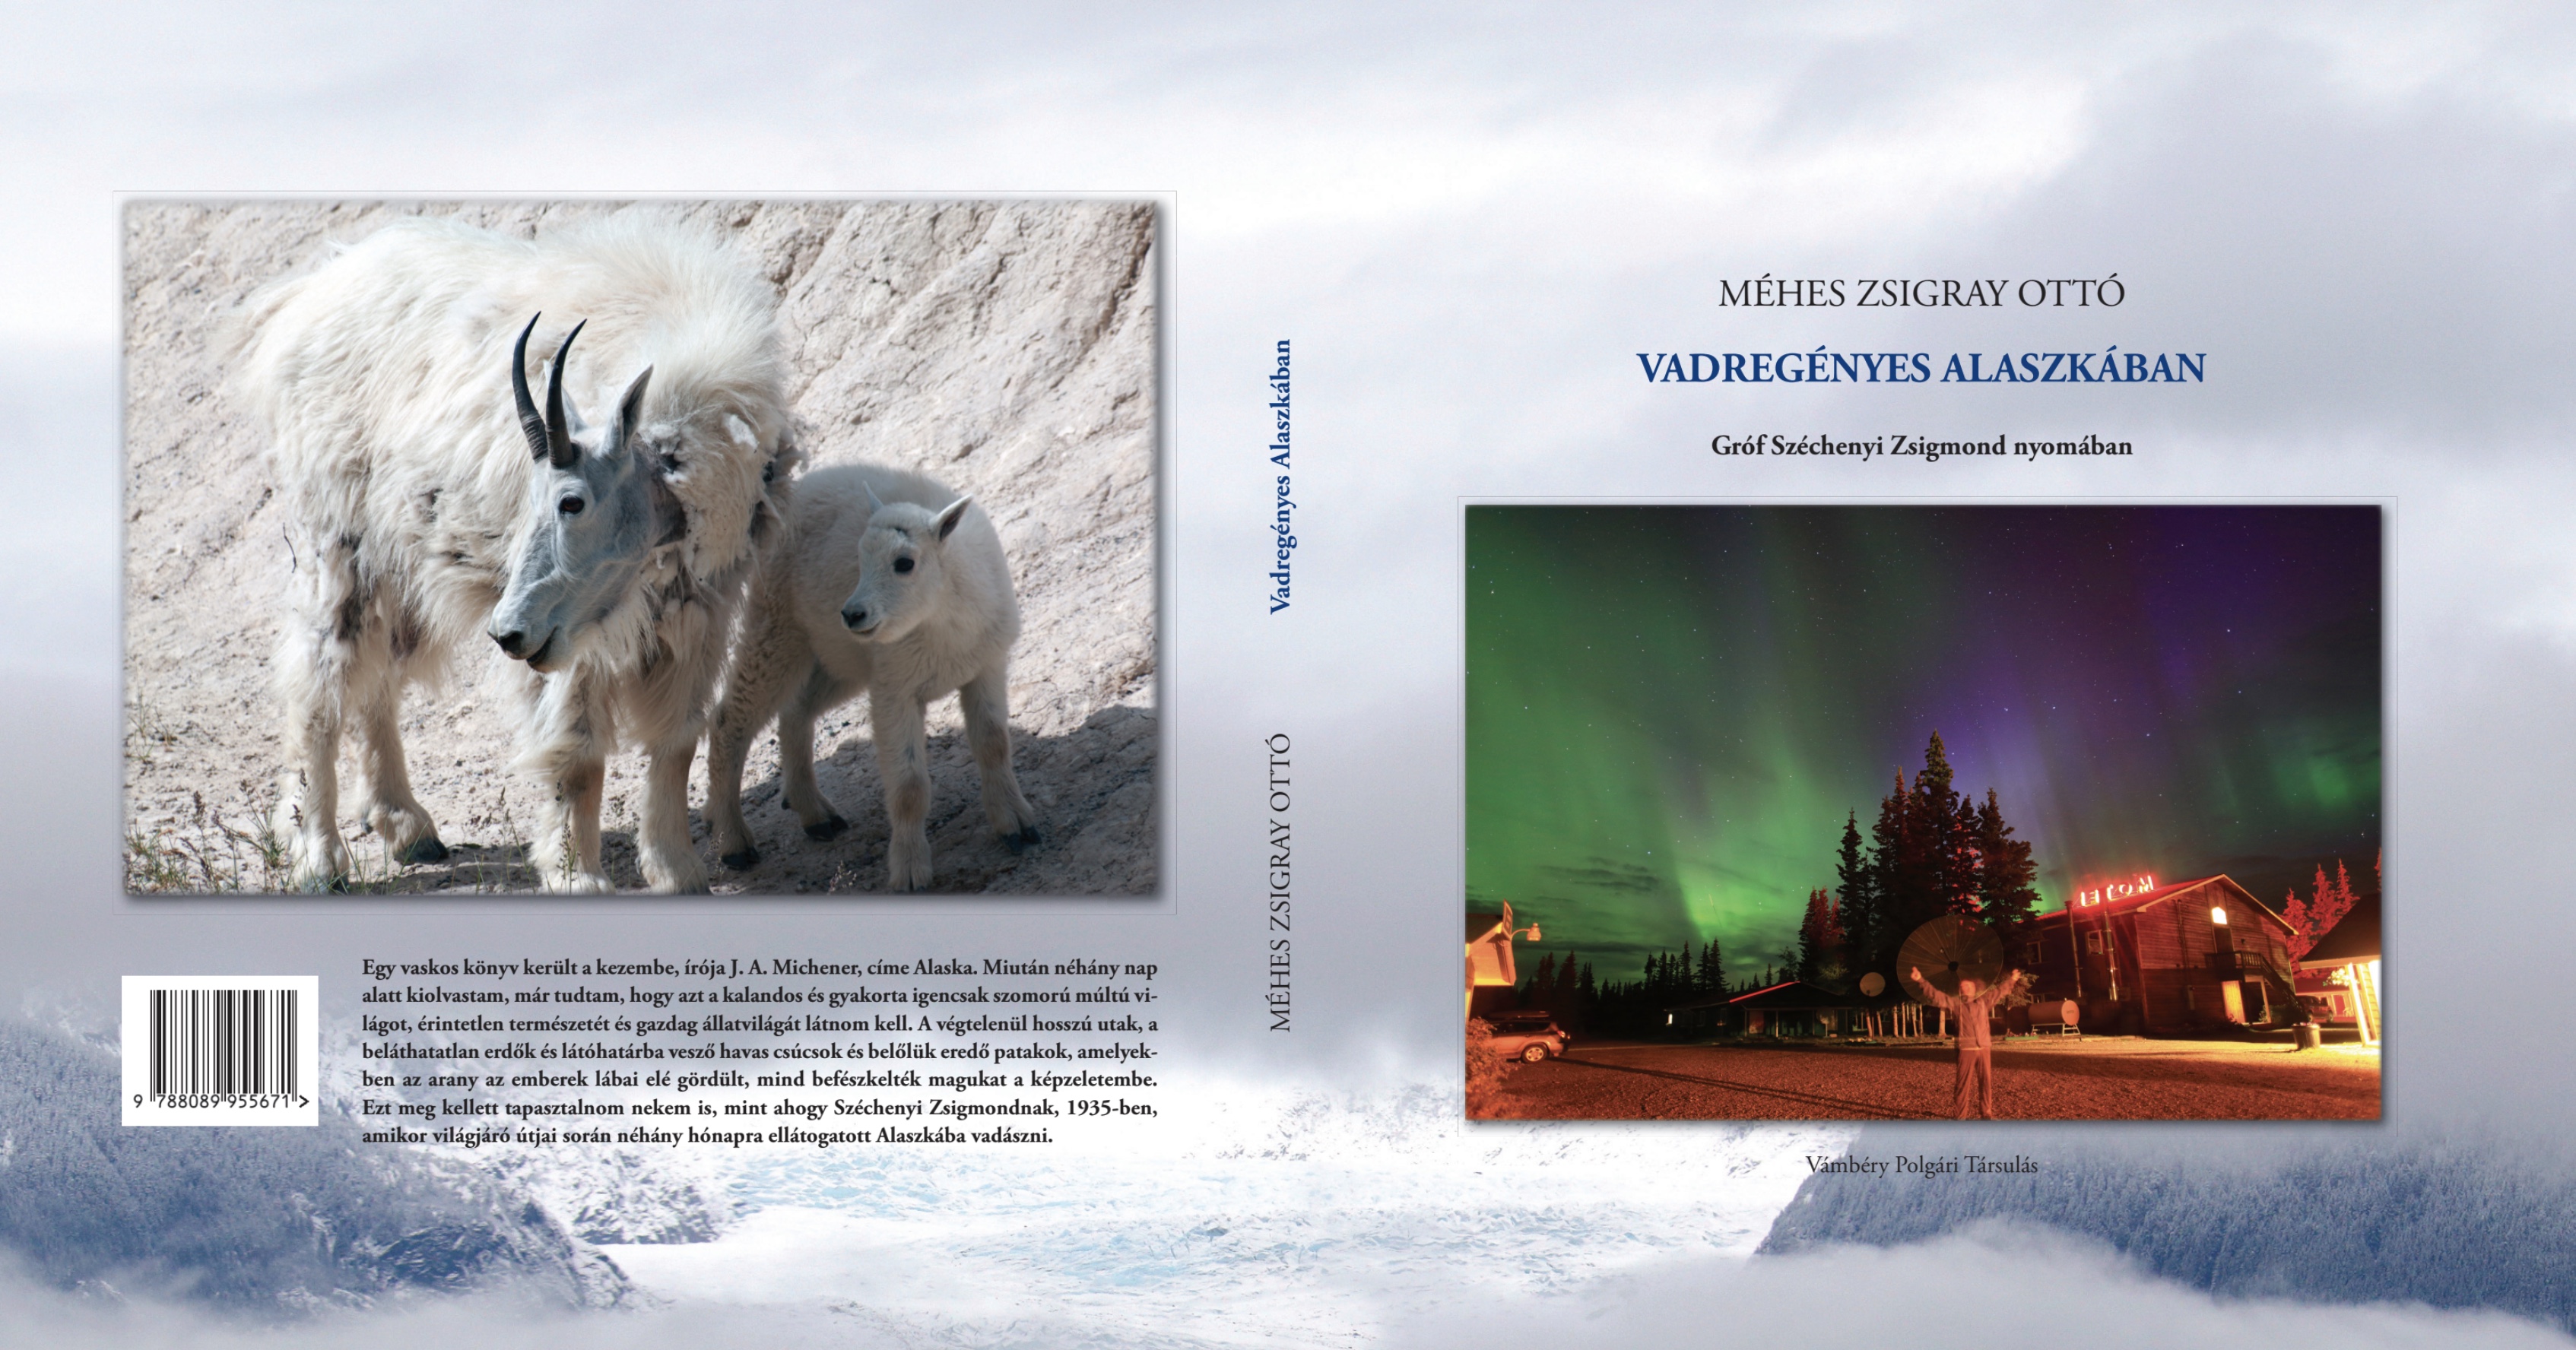 Egy vaskos könyv került a kezembe, írója J. A. Michener, címe Alaska. Miután néhány nap
alatt kiolvastam, már tudtam, hogy azt a kalandos és gyakorta igencsak szomorú múltú vi-
lágot, érintetlen természetét és gazdag állatvilágát látnom kell. A végtelenül hosszú utak, a
beláthatatlan erdők és látóhatárba vesző havas csúcsok és belőlük eredő patakok, amelyek-
ben az arany az emberek lábai elé gördült, mind befészkelték magukat a képzeletembe.
Ezt meg kellett tapasztalnom nekem is, mint ahogy Széchenyi Zsigmondnak, 1935-ben,
amikor világjáró útjai során néhány hónapra ellátogatott Alaszkába vadászni.
9 788089 955671 >
MÉHES ZSIGRAY OTTÓ Vadregényes Alaszkában
MÉHES ZSIGRAY OTTÓ
VADREGÉNYES ALASZKÁBAN
Gróf Széchenyi Zsigmond nyomában
Vámbéry Polgári Társulás